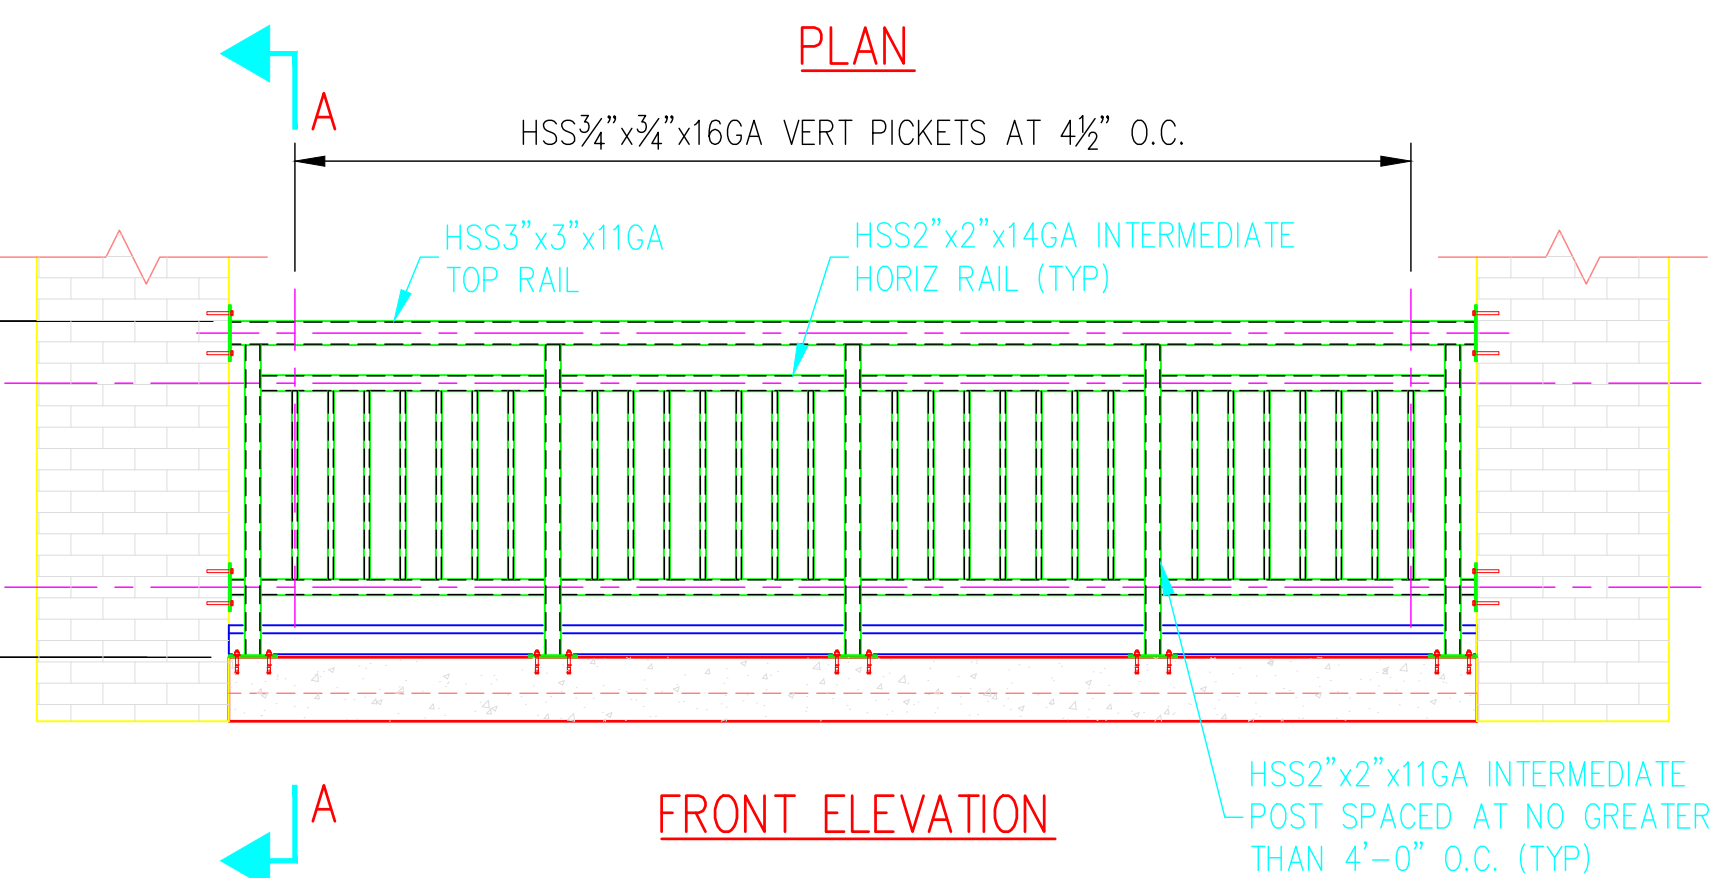 PLAN
A
HSS¾"x¾"x16GA VERT PICKETS AT 4½" O.C.
HSS3"x3"x11GA
TOP RAIL
HSS2"x2"x14GA INTERMEDIATE
HORIZ RAIL (TYP)
A
FRONT ELEVATION
HSS2"x2"x11GA INTERMEDIATE
POST SPACED AT NO GREATER
THAN 4'-0" O.C. (TYP)